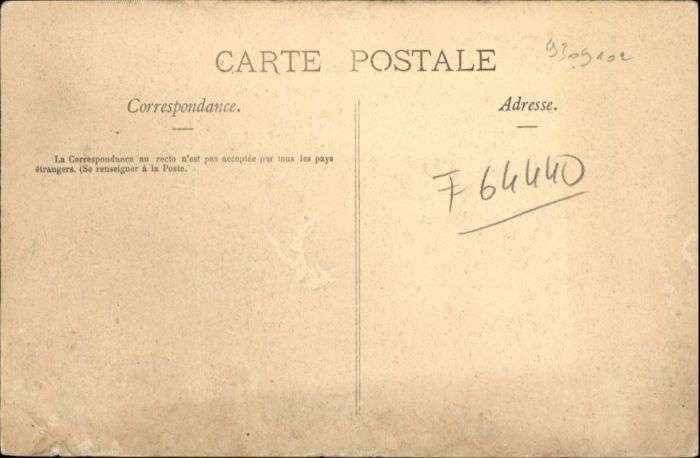 CARTE POSTALE
Correspondance.
Adresse.
La Correspondance au recto n'est pas acceptée par tous les pays
étrangers. (Se renseigner à la Poste.
F 64440